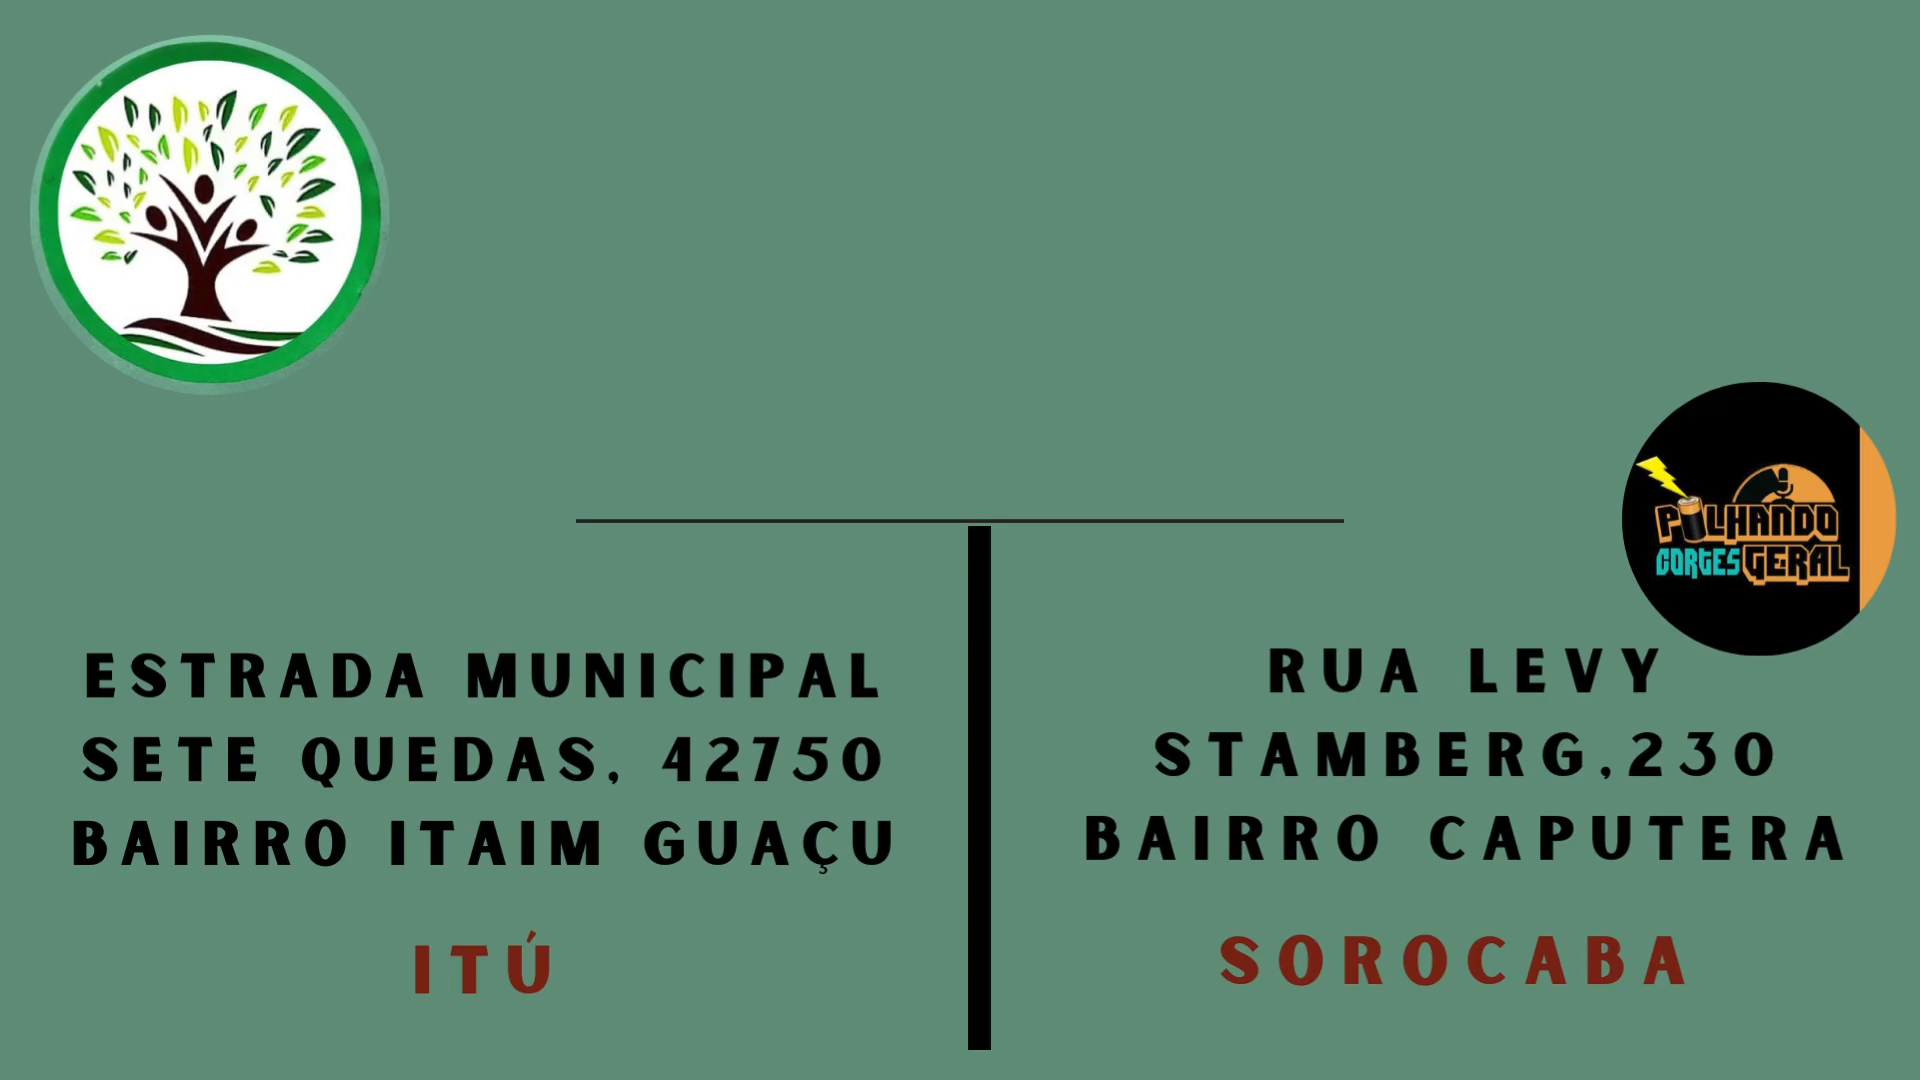 PILHANDO
CORTES GERAL
ESTRADA MUNICIPAL
SETE QUEDAS, 42750
BAIRRO ITAIM GUAÇU
ITÚ
RUA LEVY
STAMBERG,230
BAIRRO CAPUTERA
SOROCABA